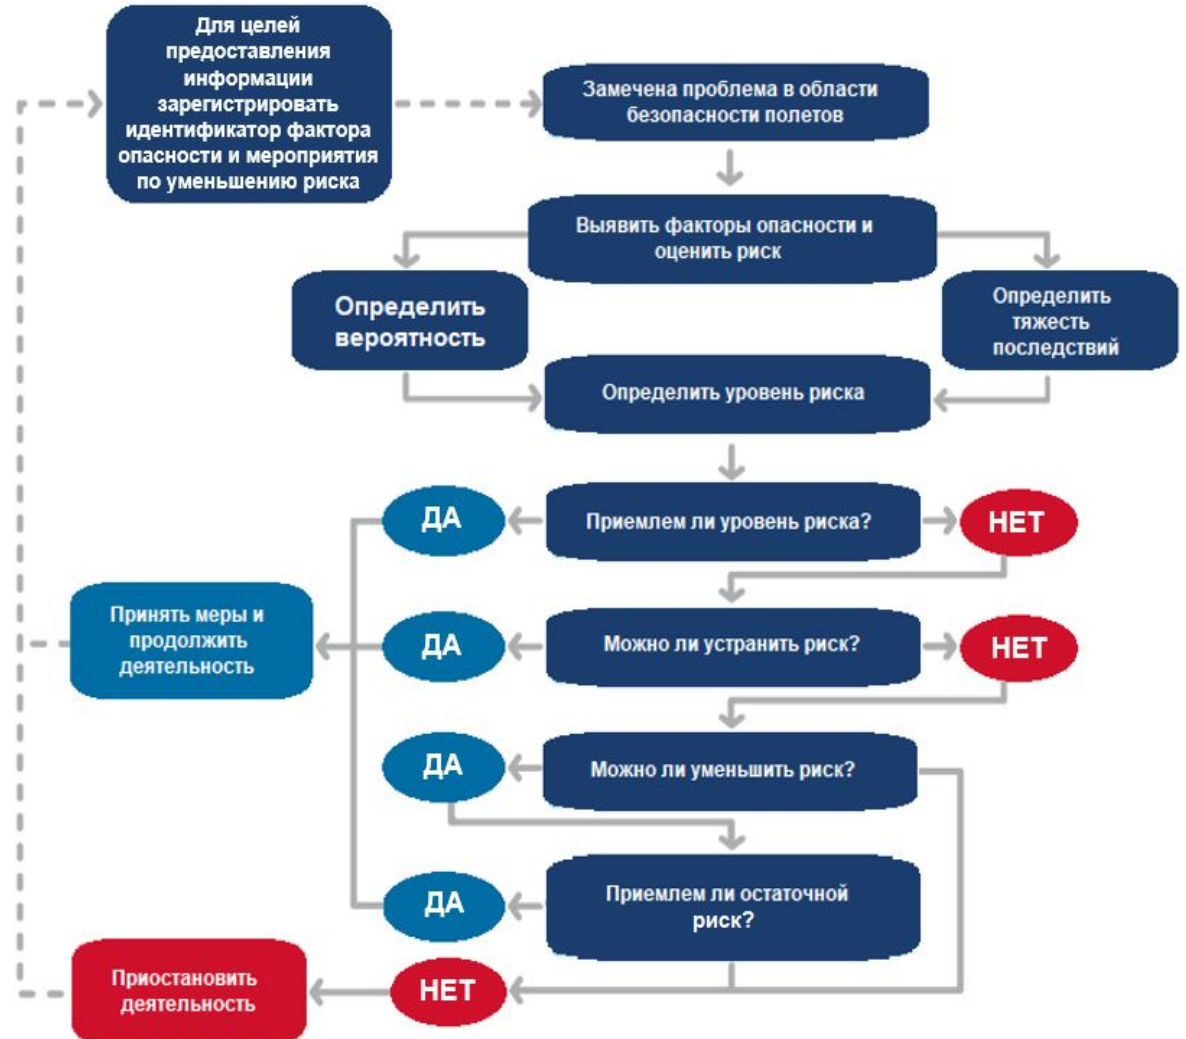 Для целей
предоставления
информации
зарегистрировать
идентификатор фактора
опасности и мероприятия
по уменьшению риска
Замечена проблема в области
безопасности полетов
Выявить факторы опасности и
оценить риск
Определить
вероятность
Определить
тяжесть
последствий
Определить уровень риска
ДА
Приемлем ли уровень риска?
НЕТ
Принять меры и
продолжить
деятельность
ДА
Можно ли устранить риск?
НЕТ
ДА
Можно ли уменьшить риск?
ДА
Приемлем ли остаточной
риск?
Приостановить
деятельность
НЕТ